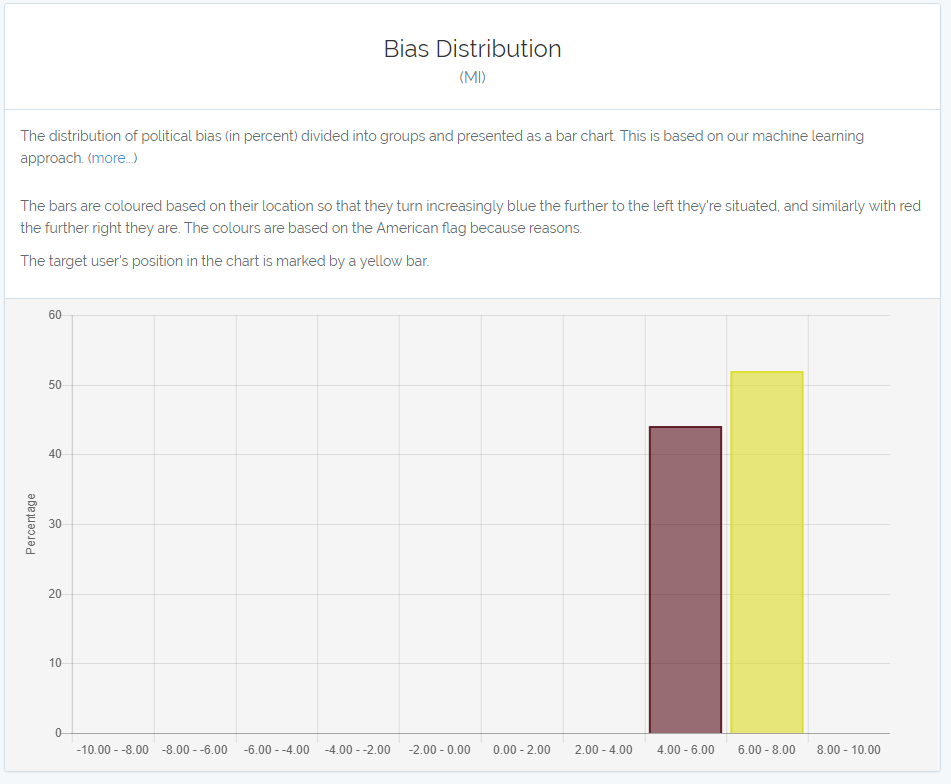 Bias Distribution
(MI)
The distribution of political bias (in percent) divided into groups and presented as a bar chart. This is based on our machine learning
approach. (more...)
The bars are coloured based on their location so that they turn increasingly blue the further to the left they're situated, and similarly with red
the further right they are. The colours are based on the American flag because reasons.
The target user's position in the chart is marked by a yellow bar.
60
50
40
30
20
10
0
Percentage
-10.00 - -8.00 -8.00 - -6.00 -6.00 - -4.00 -4.00 - -2.00 -2.00 - 0.00 0.00 - 2.00 2.00 - 4.00 4.00 - 6.00 6.00 - 8.00 8.00 - 10.00